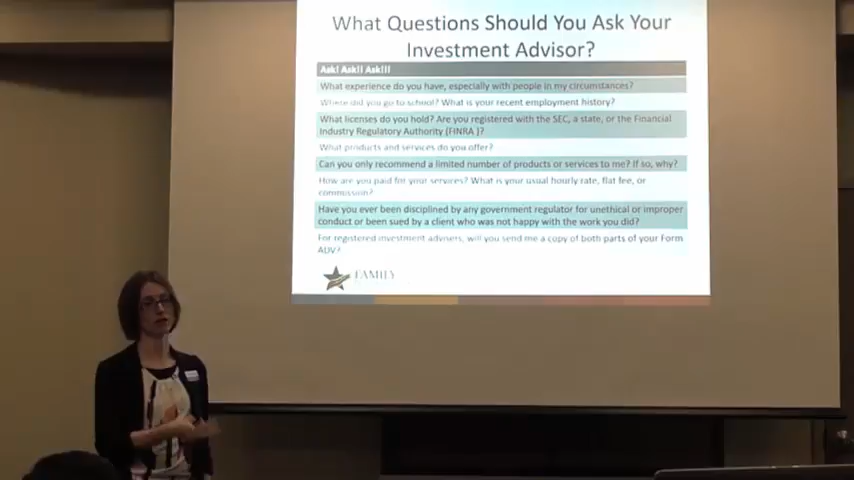 What Questions Should You Ask Your
Investment Advisor?
Ask! Ask!! Ask!!!
What experience do you have, especially with people in my circumstances?
Where did you go to school? What is your recent employment history?
What licenses do you hold? Are you registered with the SEC, a state, or the Financial
Industry Regulatory Authority (FINRA )?
What products and services do you offer?
Can you only recommend a limited number of products or services to me? If so, why?
How are you paid for your services? What is your usual hourly rate, flat fee, or
commission?
Have you ever been disciplined by any government regulator for unethical or improper
conduct or been sued by a client who was not happy with the work you did?
For registered investment advisers, will you send me a copy of both parts of your Form
ADV?
FAMILY